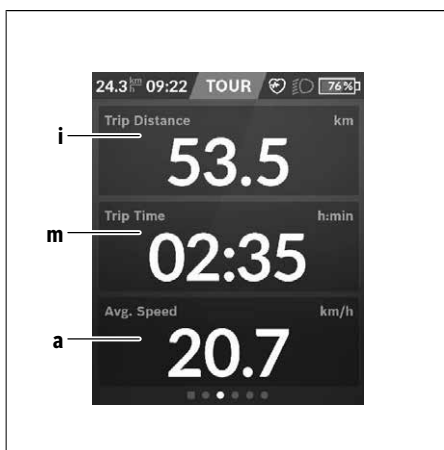 24.3 km/h 09:22 TOUR 76%
Trip Distance km
i
53.5
Trip Time h:min
m
02:35
Avg. Speed km/h
a
20.7